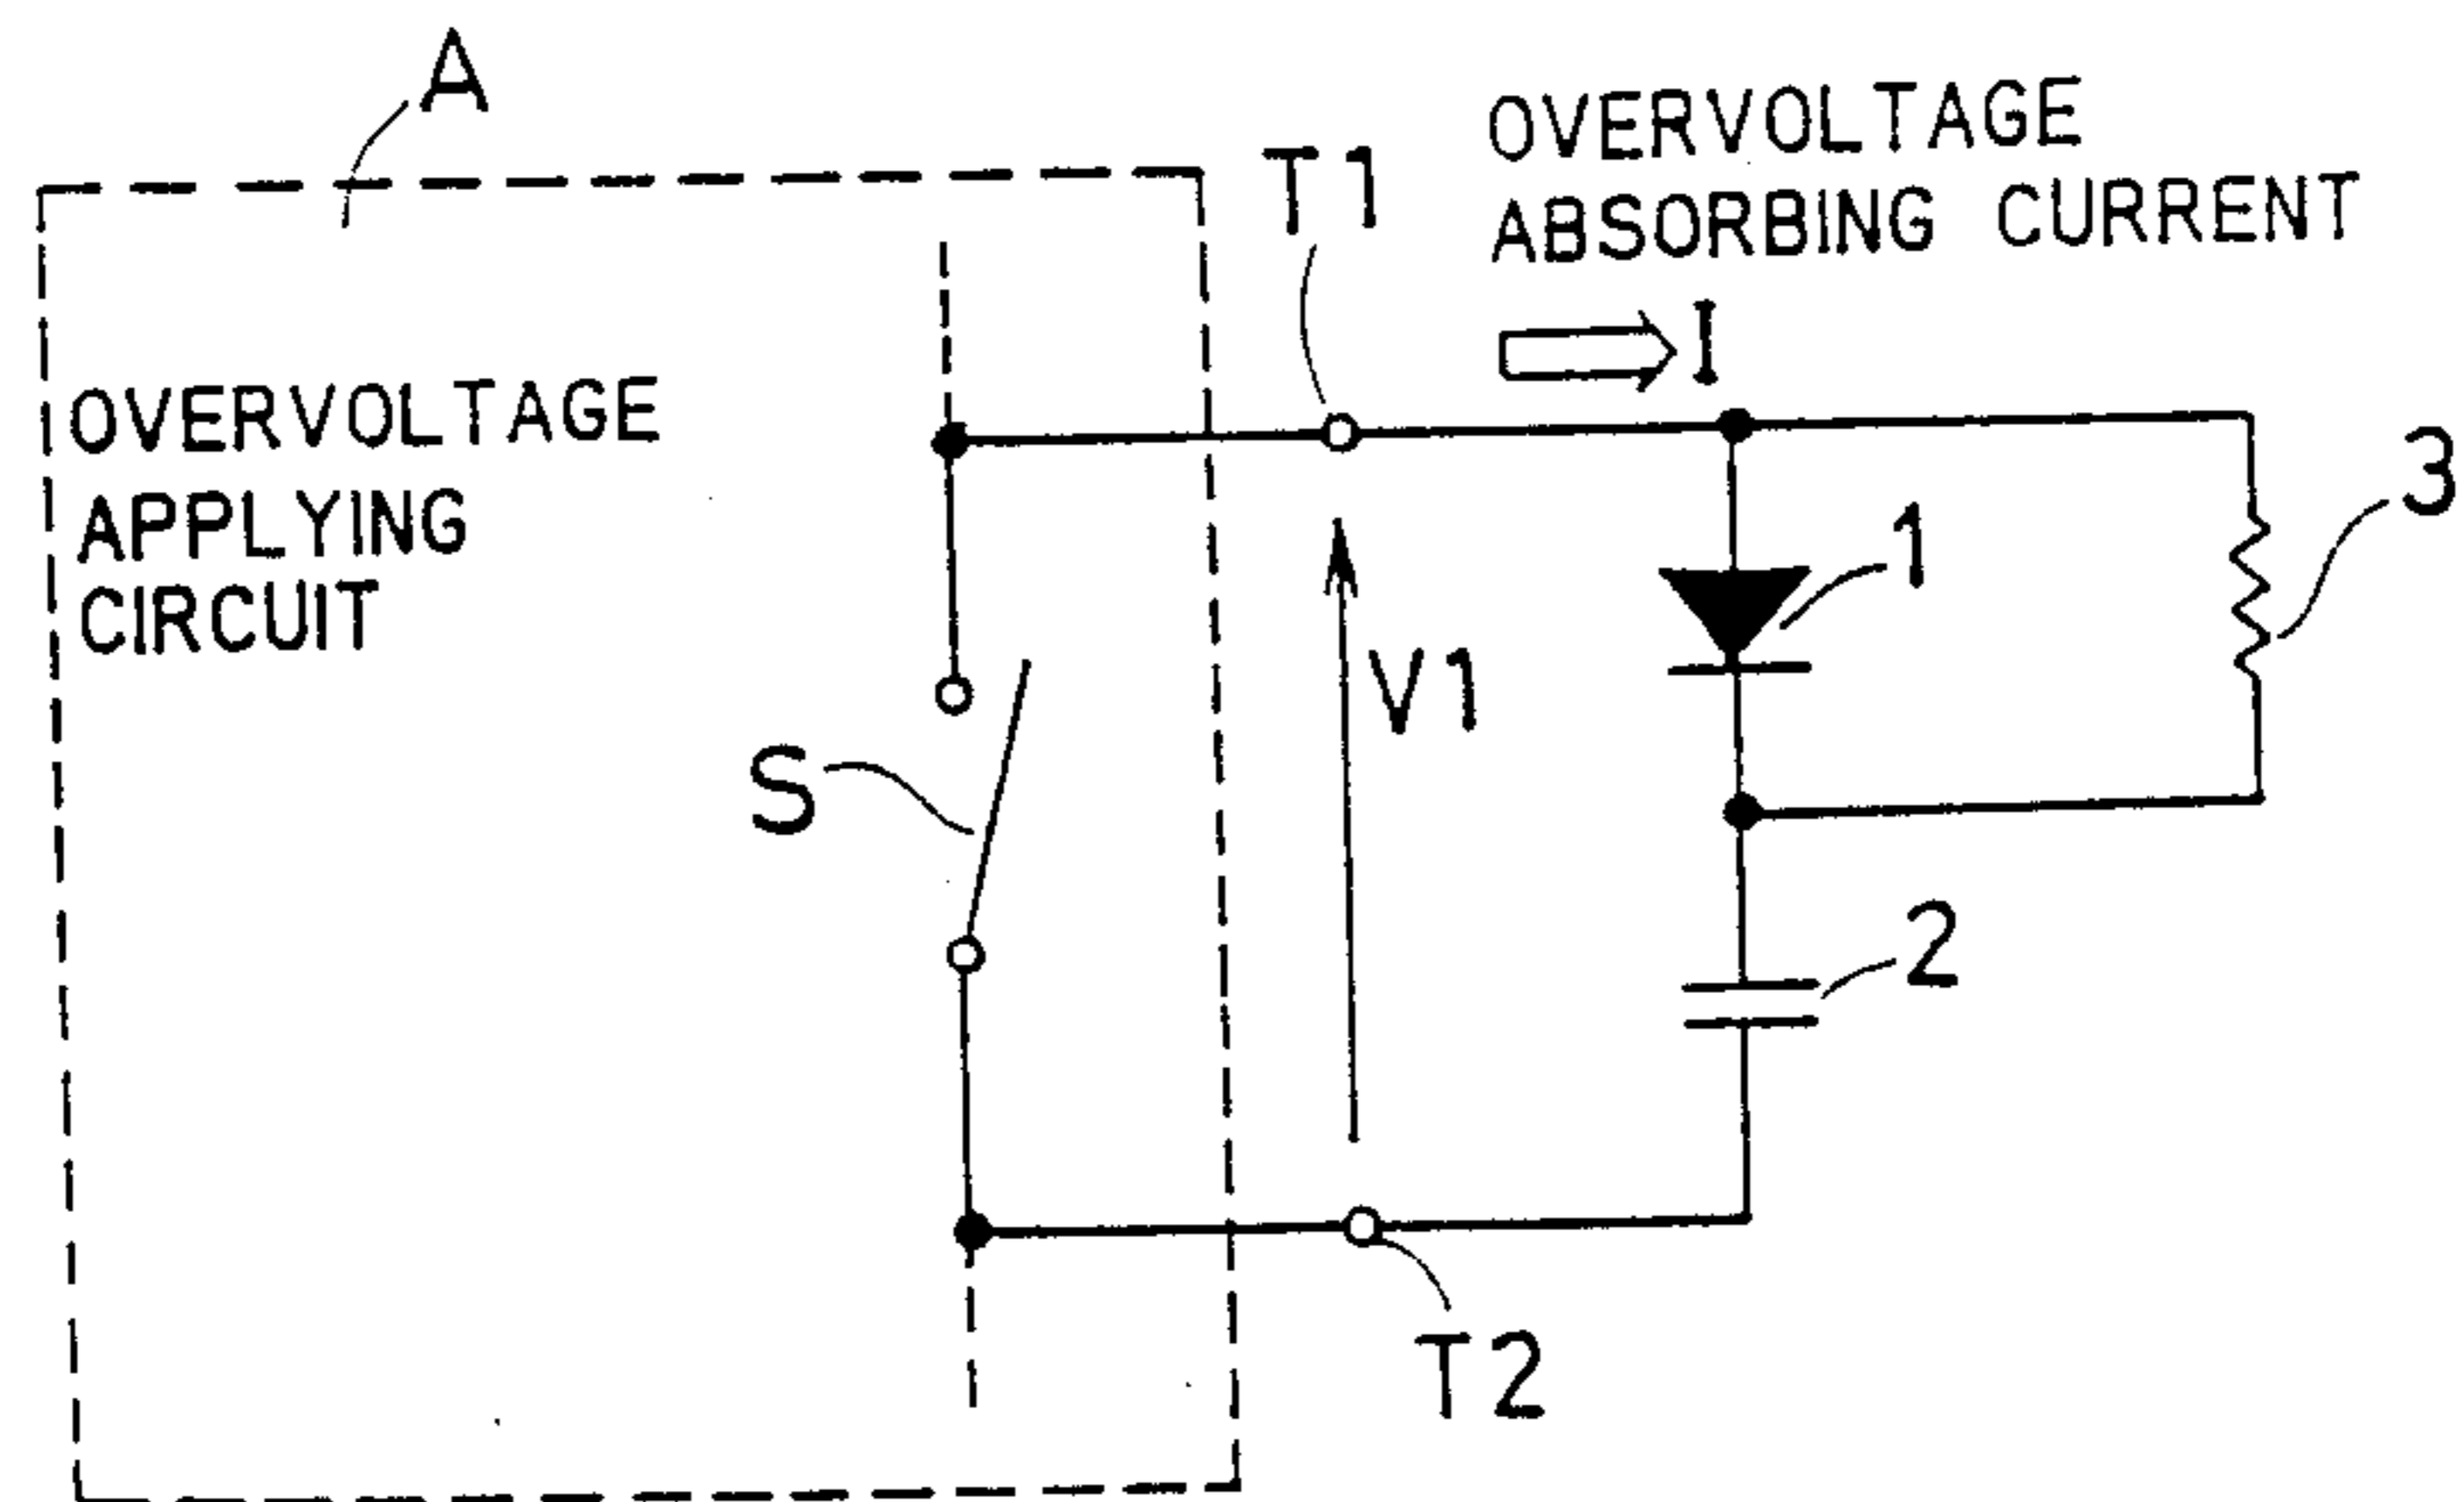 A
OVERVOLTAGE
ABSORBING CURRENT
T1
I
OVERVOLTAGE
APPLYING
CIRCUIT
3
1
V1
S
2
T2